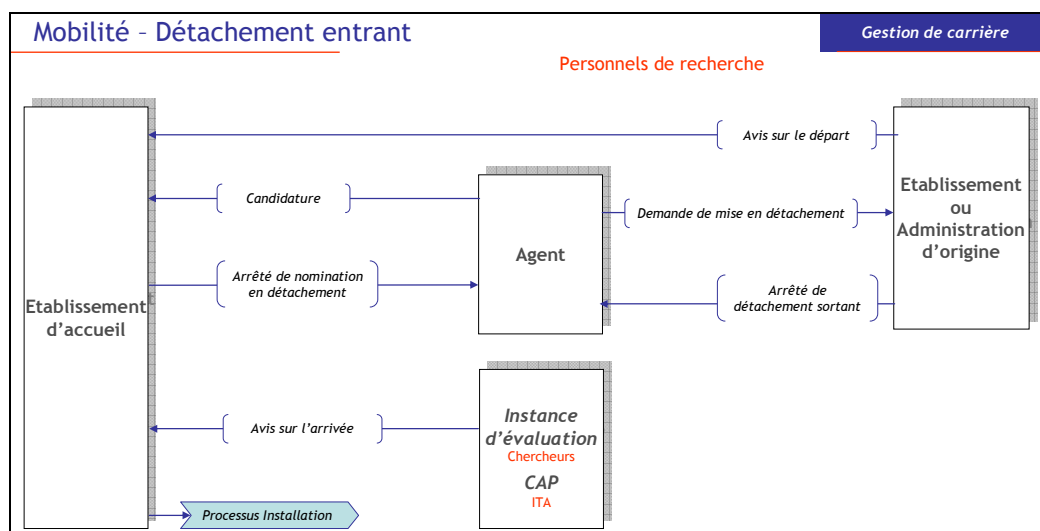 Mobilité – Détachement entrant
Gestion de carrière
Personnels de recherche
Avis sur le départ
Candidature
Demande de mise en détachement
Etablissement
ou
Administration
d'origine
Agent
Arrêté de nomination
en détachement
Arrêté de
détachement sortant
Etablissement
d'accueil
Avis sur l'arrivée
Instance
d'évaluation
Chercheurs
CAP
ITA
Processus Installation